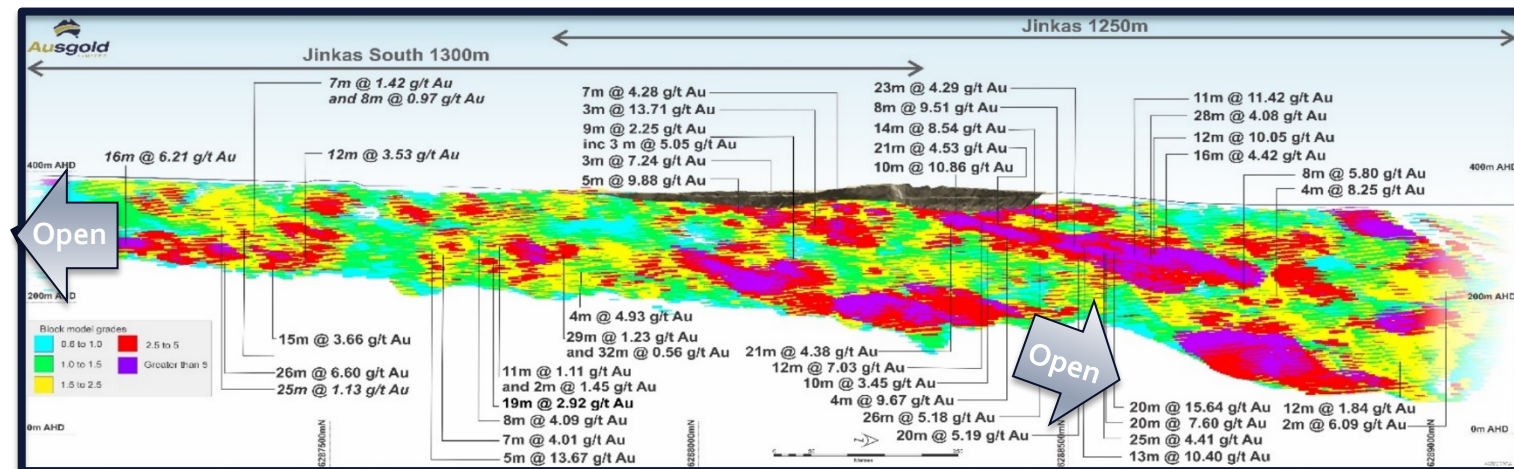 Ausgold
LIMITED
Jinkas 1250m
Jinkas South 1300m
7m @ 1.42 g/t Au
and 8m @ 0.97 g/t Au
16m @ 6.21 g/t Au
12m @ 3.53 g/t Au
7m @ 4.28 g/t Au
3m @ 13.71 g/t Au
9m @ 2.25 g/t Au
inc 3 m @ 5.05 g/t Au
3m @ 7.24 g/t Au
5m @ 9.88 g/t Au
23m @ 4.29 g/t Au
8m @ 9.51 g/t Au
14m @ 8.54 g/t Au
21m @ 4.53 g/t Au
10m @ 10.86 g/t Au
11m @ 11.42 g/t Au
28m @ 4.08 g/t Au
12m @ 10.05 g/t Au
16m @ 4.42 g/t Au
8m @ 5.80 g/t Au
4m @ 8.25 g/t Au
400m AHD
400m AHD
Open
200m AHD
200m AHD
Block model grades
0.6 to 1.0
1.0 to 1.5
1.5 to 2.5
2.5 to 5
Greater than 5
15m @ 3.66 g/t Au
26m @ 6.60 g/t Au
25m @ 1.13 g/t Au
4m @ 4.93 g/t Au
29m @ 1.23 g/t Au
and 32m @ 0.56 g/t Au
11m @ 1.11 g/t Au
and 2m @ 1.45 g/t Au
19m @ 2.92 g/t Au
8m @ 4.09 g/t Au
7m @ 4.01 g/t Au
5m @ 13.67 g/t Au
21m @ 4.38 g/t Au
12m @ 7.03 g/t Au
10m @ 3.45 g/t Au
4m @ 9.67 g/t Au
26m @ 5.18 g/t Au
20m @ 5.19 g/t Au
Open
20m @ 15.64 g/t Au
20m @ 7.60 g/t Au
25m @ 4.41 g/t Au
13m @ 10.40 g/t Au
12m @ 1.84 g/t Au
2m @ 6.09 g/t Au
0m AHD
0m AHD
6287500mN
6288000mN
6288500mN
6289000mN